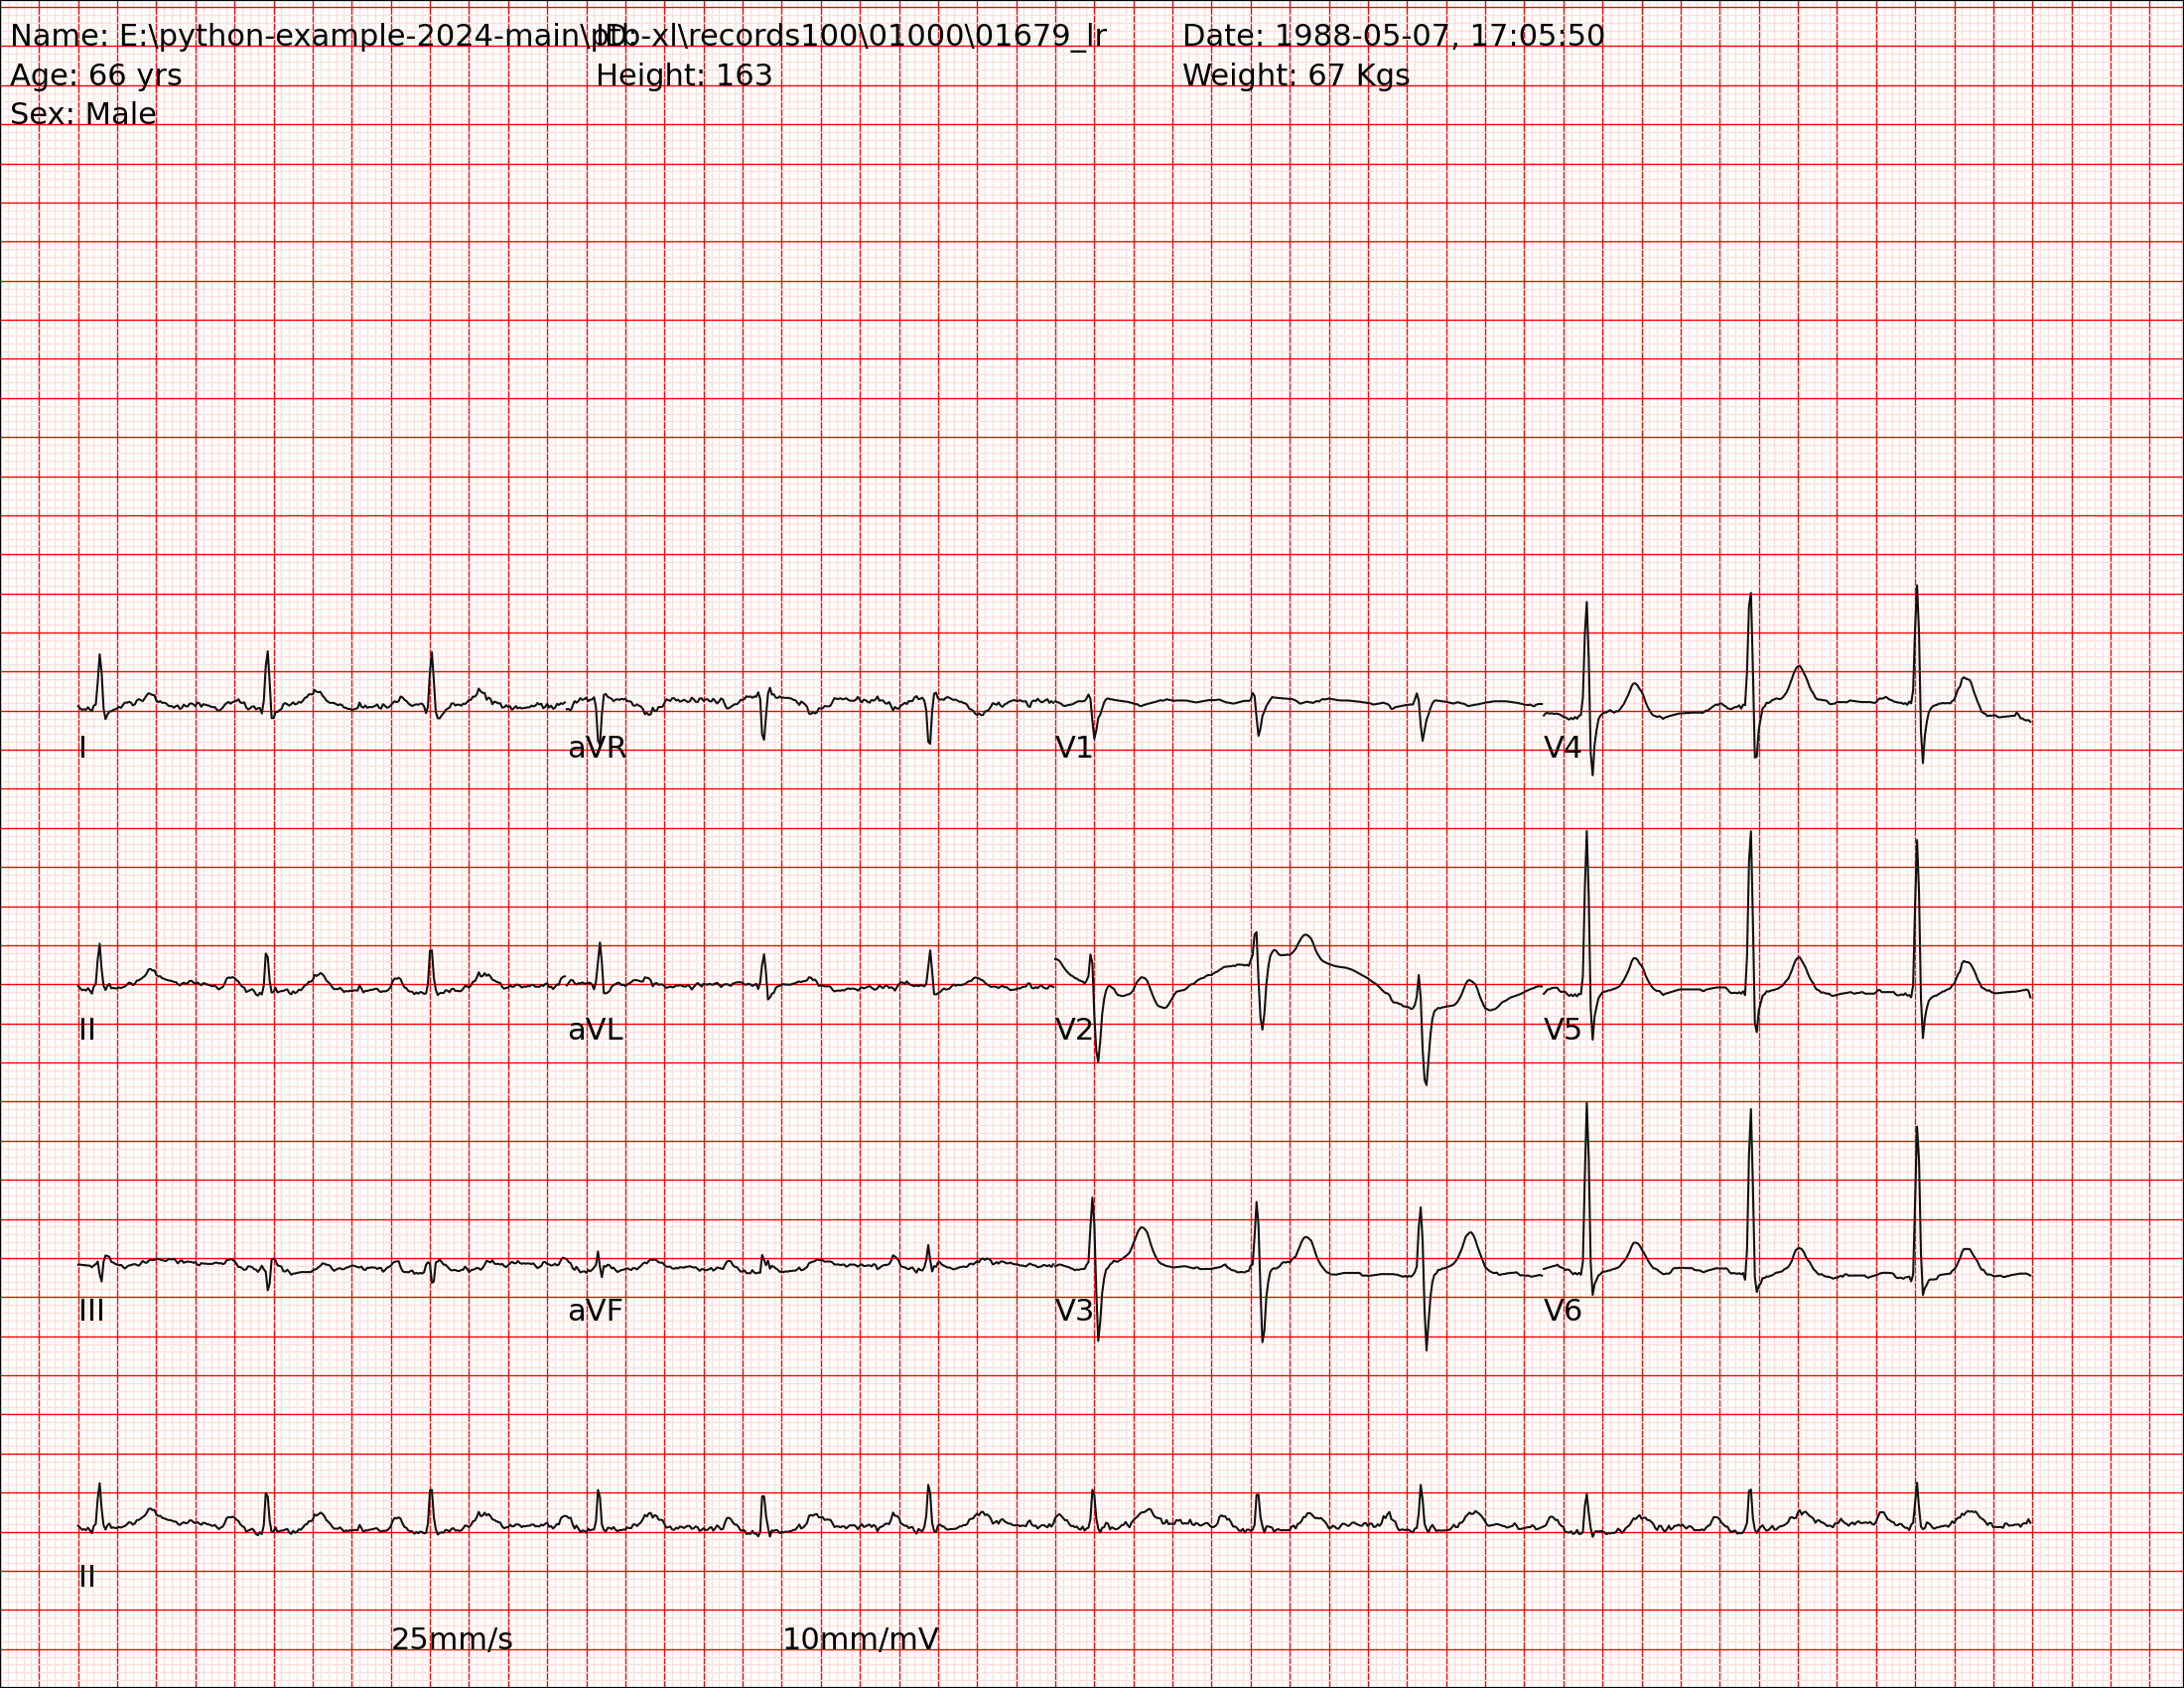 Name: E:\python-example-2024-main\ptb-xl\records100\01000\01679_lr ID: Date: 1988-05-07, 17:05:50
Age: 66 yrs Height: 163 Weight: 67 Kgs
Sex: Male
I aVR V1 V4
II aVL V2 V5
III aVF V3 V6
II
25mm/s 10mm/mV